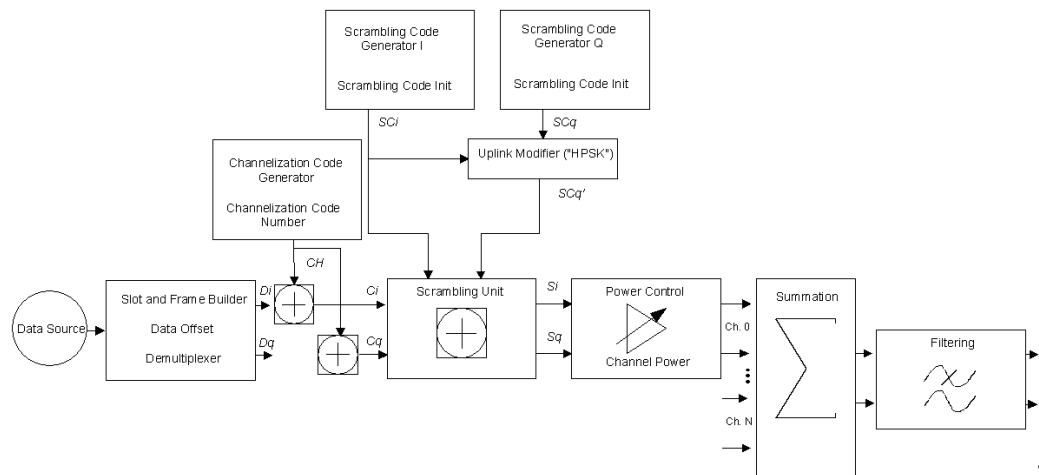 Scrambling Code
Generator I
Scrambling Code Init
Scrambling Code
Generator Q
Scrambling Code Init
SCi
SCq
Uplink Modifier ("HPSK")
SCq'
Channelization Code
Generator
Channelization Code
Number
CH
Data Source
Slot and Frame Builder
Data Offset
Demultiplexer
Di
Dq
Ci
Cq
Scrambling Unit
Si
Sq
Power Control
Channel Power
Ch. 0
Ch. N
Summation
Filtering